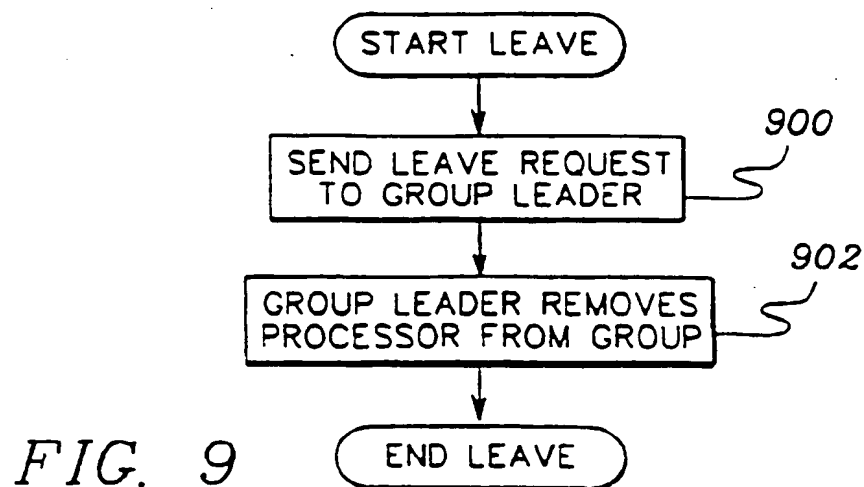 START LEAVE
900
SEND LEAVE REQUEST
TO GROUP LEADER
902
GROUP LEADER REMOVES
PROCESSOR FROM GROUP
END LEAVE
FIG. 9